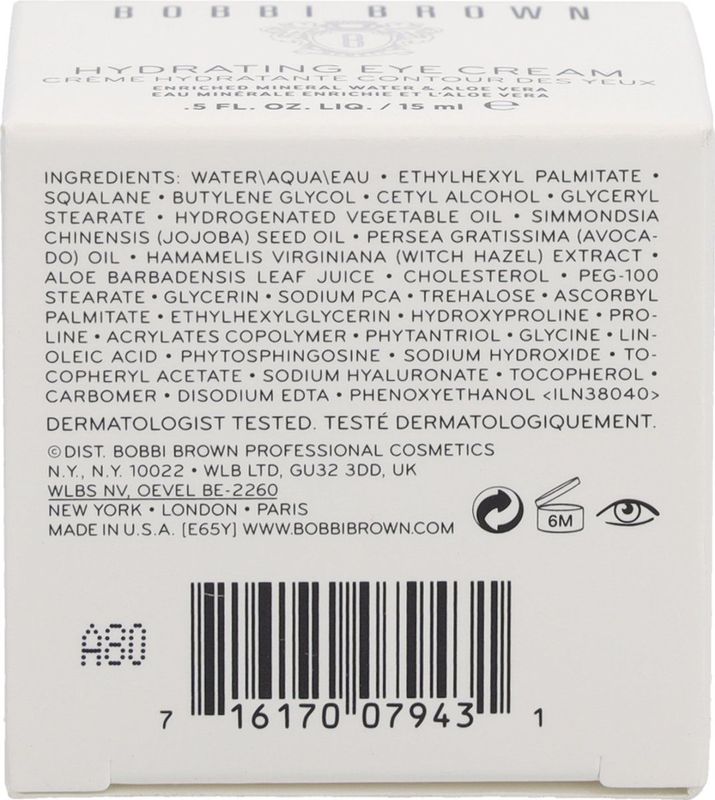 BOBBI BROWN
B
HYDRATING EYE CREAM
CRÈME HYDRATANTE CONTOUR DES YEUX
ENRICHED MINERAL WATER & ALOE VERA
EAU MINÉRALE ENRICHIE ET L'ALOE VERA
.5 FL. OZ. LIQ. / 15 ml ℮
INGREDIENTS: WATER\AQUA\EAU • ETHYLHEXYL PALMITATE •
SQUALANE • BUTYLENE GLYCOL • CETYL ALCOHOL • GLYCERYL
STEARATE • HYDROGENATED VEGETABLE OIL • SIMMONDSIA
CHINENSIS (JOJOBA) SEED OIL • PERSEA GRATISSIMA (AVOCA-
DO) OIL • HAMAMELIS VIRGINIANA (WITCH HAZEL) EXTRACT •
ALOE BARBADENSIS LEAF JUICE • CHOLESTEROL • PEG-100
STEARATE • GLYCERIN • SODIUM PCA • TREHALOSE • ASCORBYL
PALMITATE • ETHYLHEXYLGLYCERIN • HYDROXYPROLINE • PRO-
LINE • ACRYLATES COPOLYMER • PHYTANTRIOL • GLYCINE • LIN-
OLEIC ACID • PHYTOSPHINGOSINE • SODIUM HYDROXIDE • TO-
COPHERYL ACETATE • SODIUM HYALURONATE • TOCOPHEROL •
CARBOMER • DISODIUM EDTA • PHENOXYETHANOL <ILN38040>
DERMATOLOGIST TESTED. TESTÉ DERMATOLOGIQUEMENT.
© DIST. BOBBI BROWN PROFESSIONAL COSMETICS
N.Y., N.Y. 10022 • WLB LTD, GU32 3DD, UK
WLBS NV, OEVEL BE-2260
NEW YORK • LONDON • PARIS
MADE IN U.S.A. [E65Y] WWW.BOBBIBROWN.COM
6M
A80
7 16170 07943 1